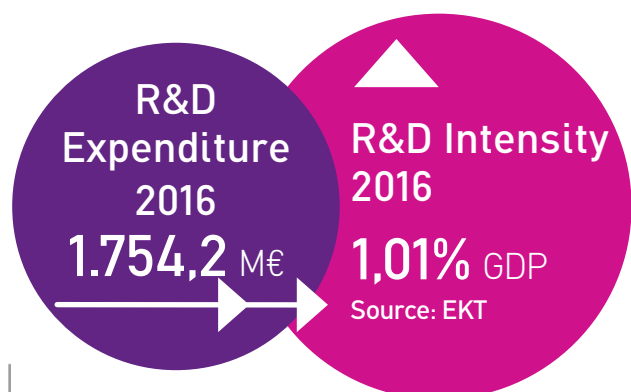 R&D
Expenditure
2016
1.754,2 M€
R&D Intensity
2016
1,01% GDP
Source: EKT